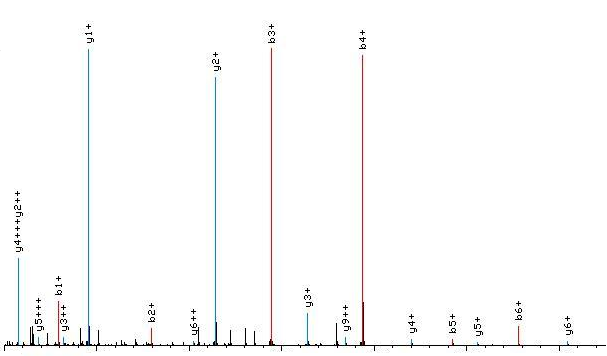 y4+++y2++
y5+++
b1+
y3++
y1+
b2+
y6++
y2+
b3+
y3+
y9++
b4+
y4+
b5+
y5+
b6+
y6+